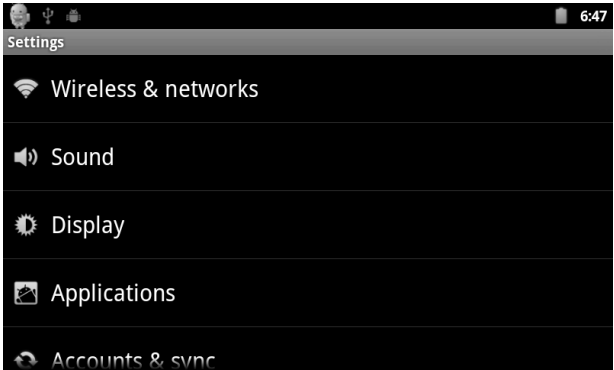 6:47
Settings
Wireless & networks
Sound
Display
Applications
Accounts & sync